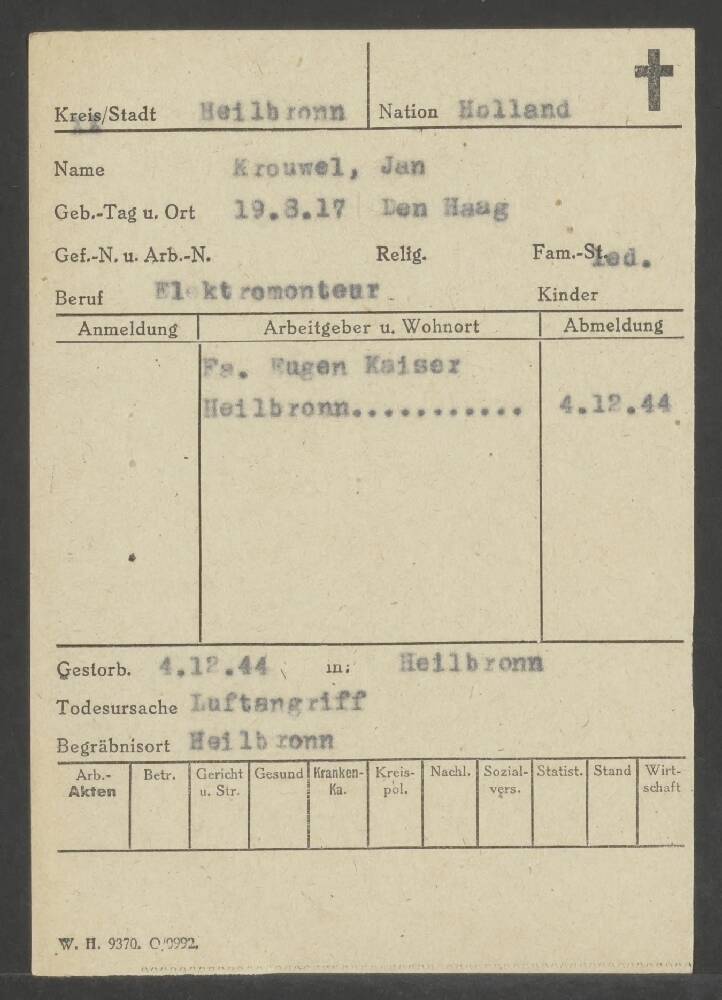 Kreis/Stadt Heilbronn Nation Holland
Name Krouwel, Jan
Geb.-Tag u. Ort 19.8.17 Den Haag
Gef.-N. u. Arb.-N. Relig. Fam.-St. led.
Beruf Elektromonteur Kinder
Anmeldung Arbeitgeber u. Wohnort Abmeldung
Fa. Eugen Kaiser
Heilbronn........... 4.12.44
Gestorb. 4.12.44 in: Heilbronn
Todesursache Luftangriff
Begräbnisort Heilbronn
Arb.- Betr. Gericht Gesund Kranken- Kreis- Nachl. Sozial- Statist. Stand Wirt-
Akten u. Str. Ka. pol. vers. schaft
W. H. 9370. O/0992.